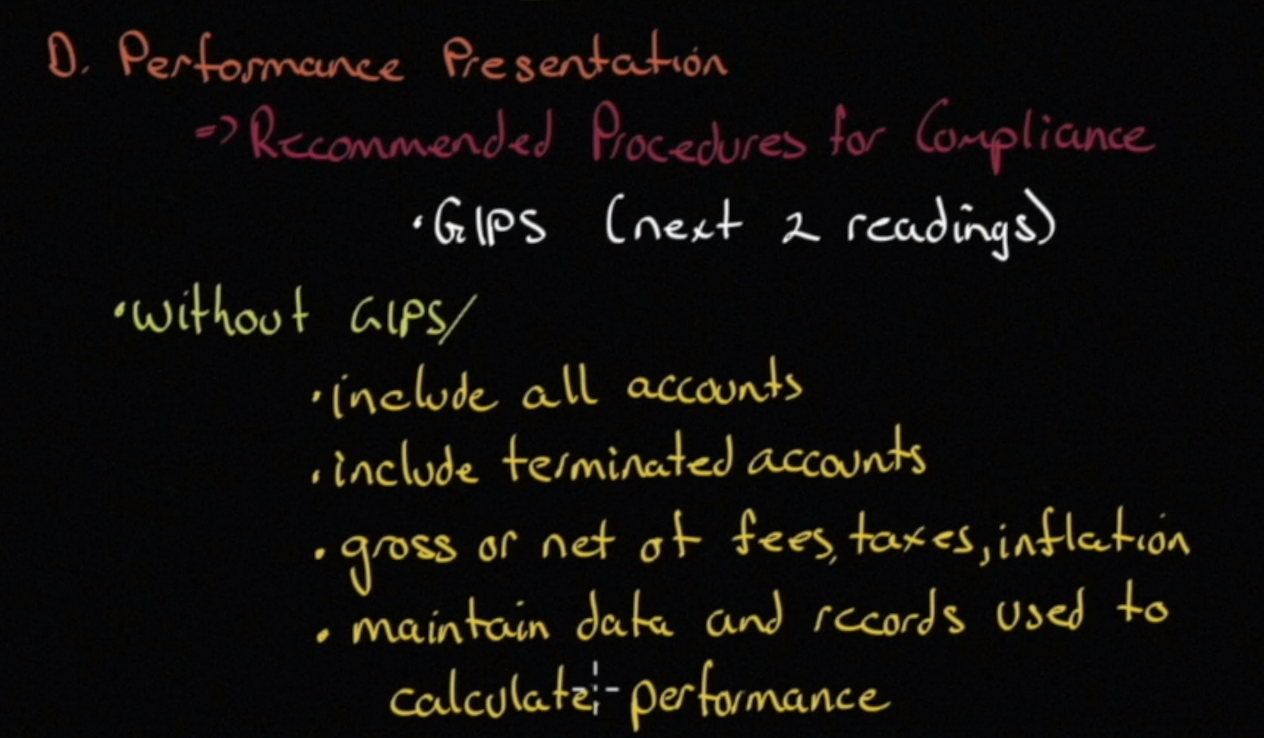 D. Performance Presentation
=> Recommended Procedures for Compliance
• GIPS (next 2 readings)
• without GIPS/
• include all accounts
• include terminated accounts
• gross or net of fees, taxes, inflation
• maintain data and records used to
calculate performance